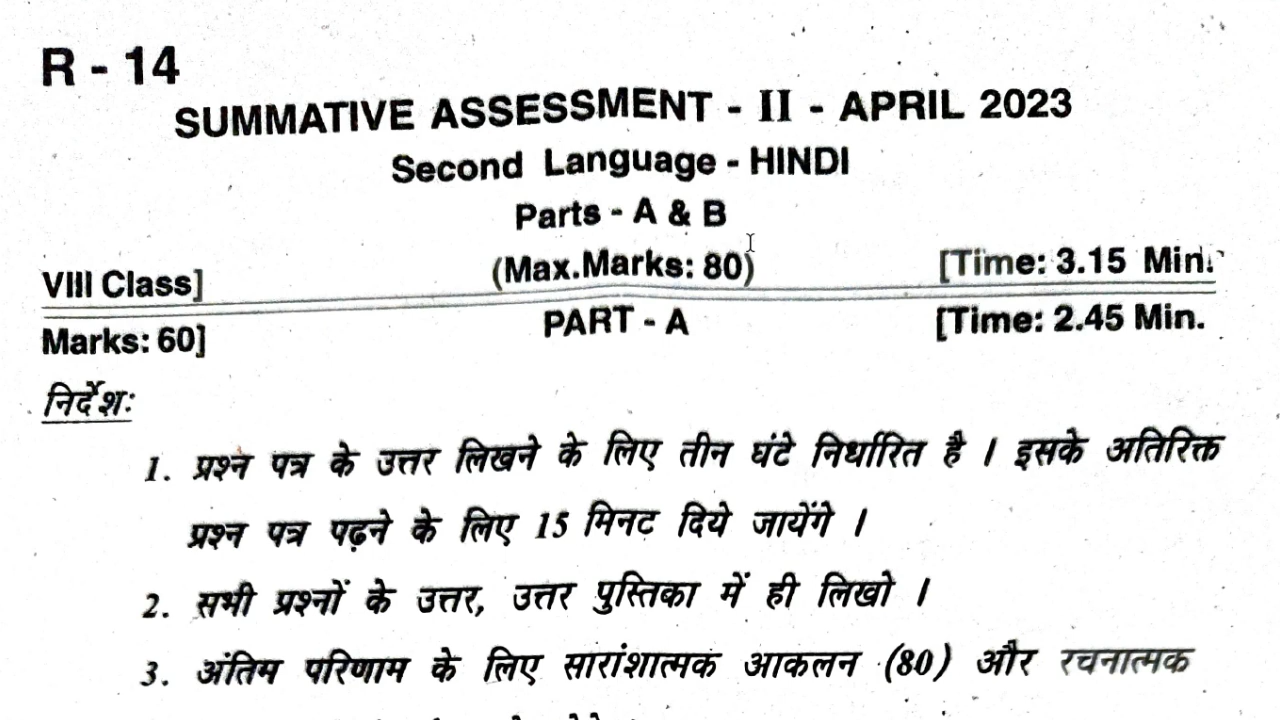 R - 14
SUMMATIVE ASSESSMENT - II - APRIL 2023
Second Language - HINDI
Parts - A & B
VIII Class] (Max.Marks: 80) [Time: 3.15 Min.
Marks: 60] PART - A [Time: 2.45 Min.
निर्देश:
1. प्रश्न पत्र के उत्तर लिखने के लिए तीन घंटे निर्धारित है । इसके अतिरिक्त
प्रश्न पत्र पढ़ने के लिए 15 मिनट दिये जायेंगे ।
2. सभी प्रश्नों के उत्तर, उत्तर पुस्तिका में ही लिखो ।
3. अंतिम परिणाम के लिए सारांशात्मक आकलन (80) और रचनात्मक